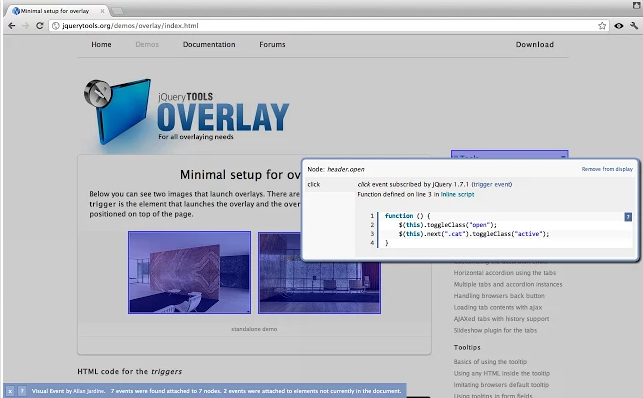 Minimal setup for overlay
jquerytools.org/demos/overlay/index.html
Home
Demos
Documentation
Forums
Download
jQuery TOOLS
OVERLAY
For all overlaying needs
Minimal setup for ov
Below you can see two images that launch overlays. There are
trigger is the element that launches the overlay and the over
positioned on top of the page.
standalone demo
HTML code for the triggers
Tools
Node: header.open
Remove from display
click
click event subscribed by jQuery 1.7.1 (trigger event)
Function defined on line 3 in Inline script
?
1 function () {
2 $(this).toggleClass("open");
3 $(this).next(".cat").toggleClass("active");
4 }
Horizontal accordion using the tabs
Multiple tabs and accordion instances
Handling browsers back button
Loading tab contents with ajax
AJAXed tabs with history support
Slideshow plugin for the tabs
Tooltips
Basics of using the tooltip
Using any HTML inside the tooltip
Imitating browsers default tooltip
Using tooltips in form fields
x ? Visual Event by Allan Jardine. 7 events were found attached to 7 nodes. 2 events were attached to elements not currently in the document.